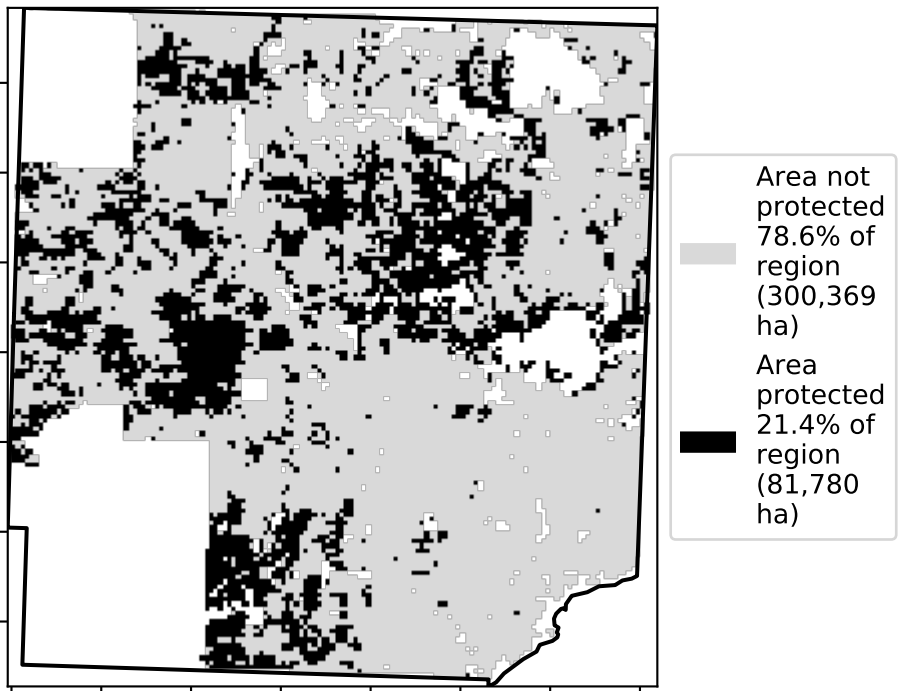 Area not
protected
78.6% of
region
(300,369
ha)
Area
protected
21.4% of
region
(81,780
ha)